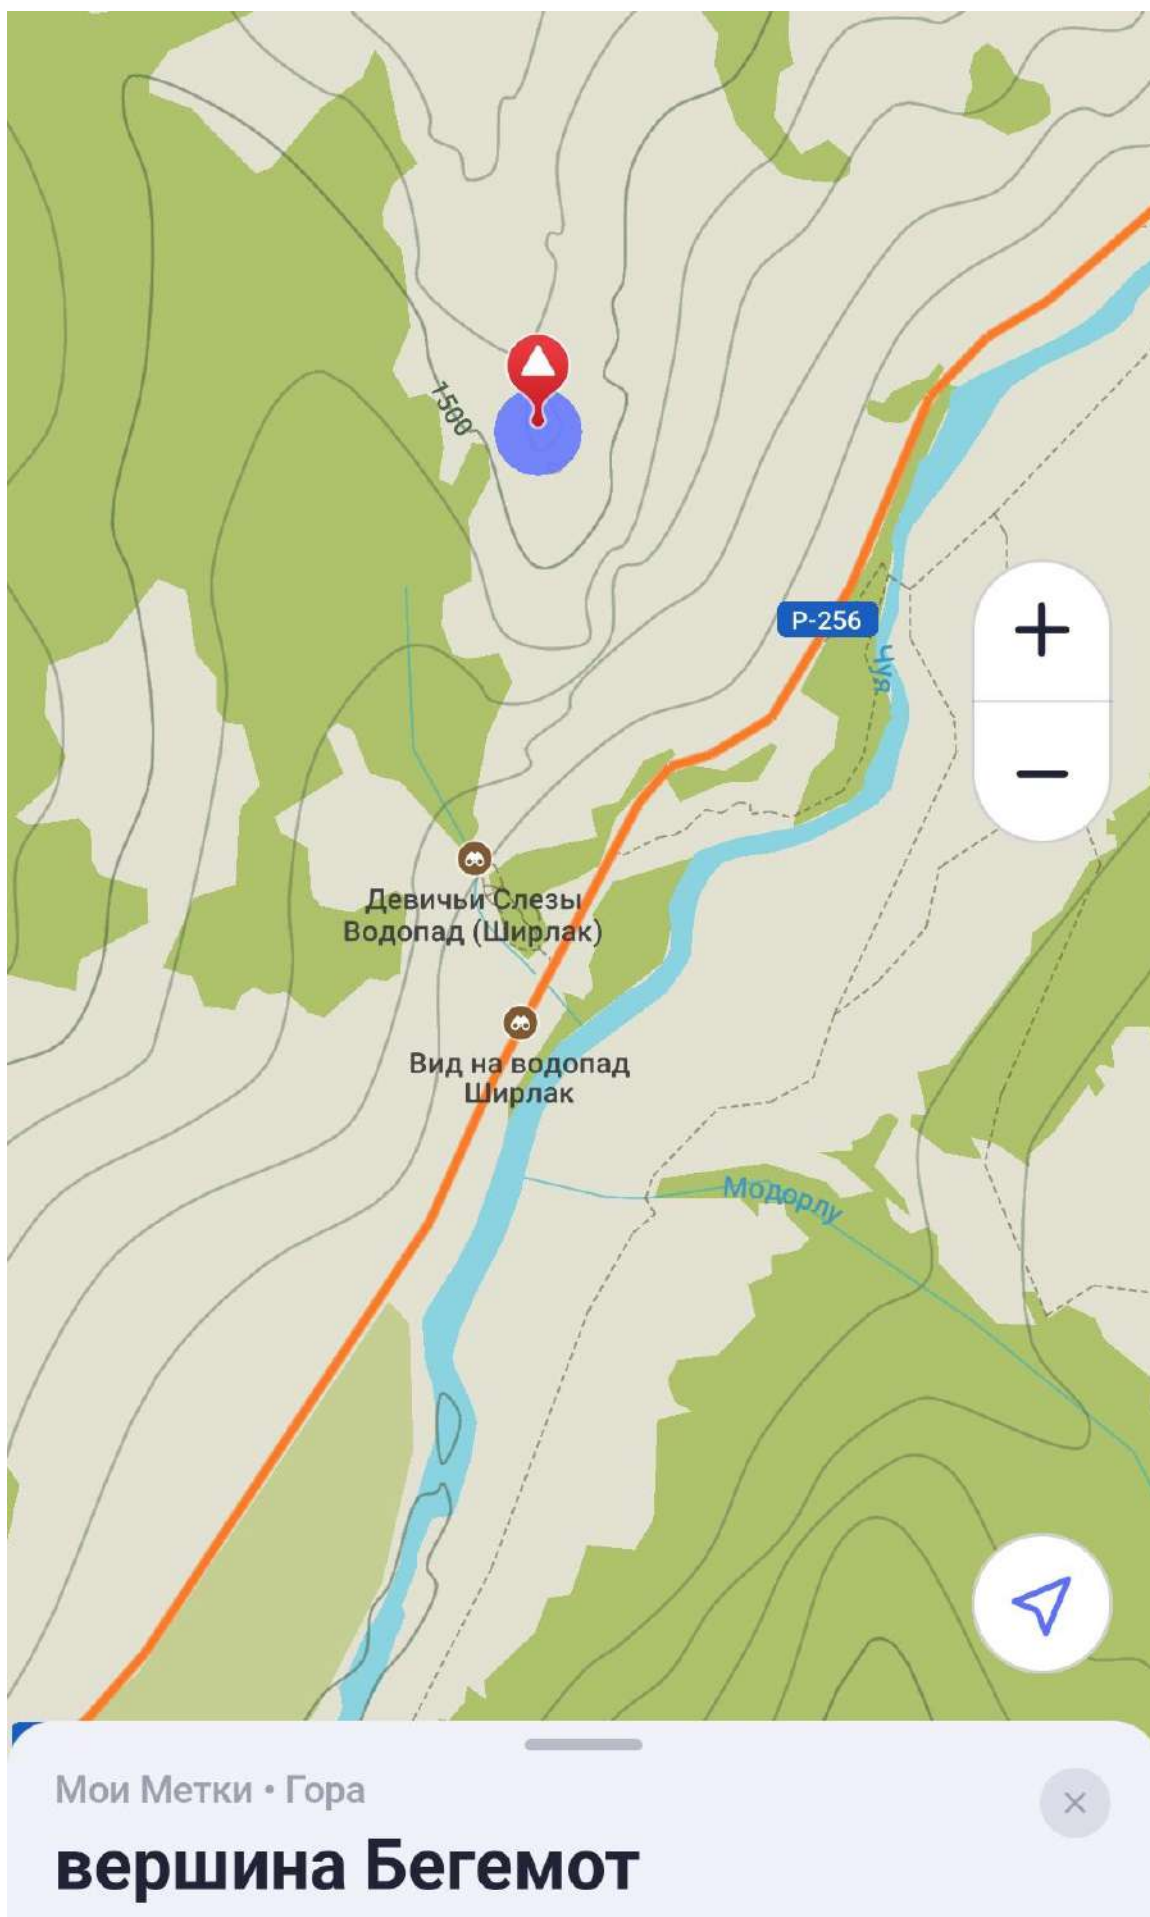 1500
Р-256
Чуя
Девичьи Слезы
Водопад (Ширлак)
Вид на водопад
Ширлак
Модорлу
Мои Метки • Гора
вершина Бегемот